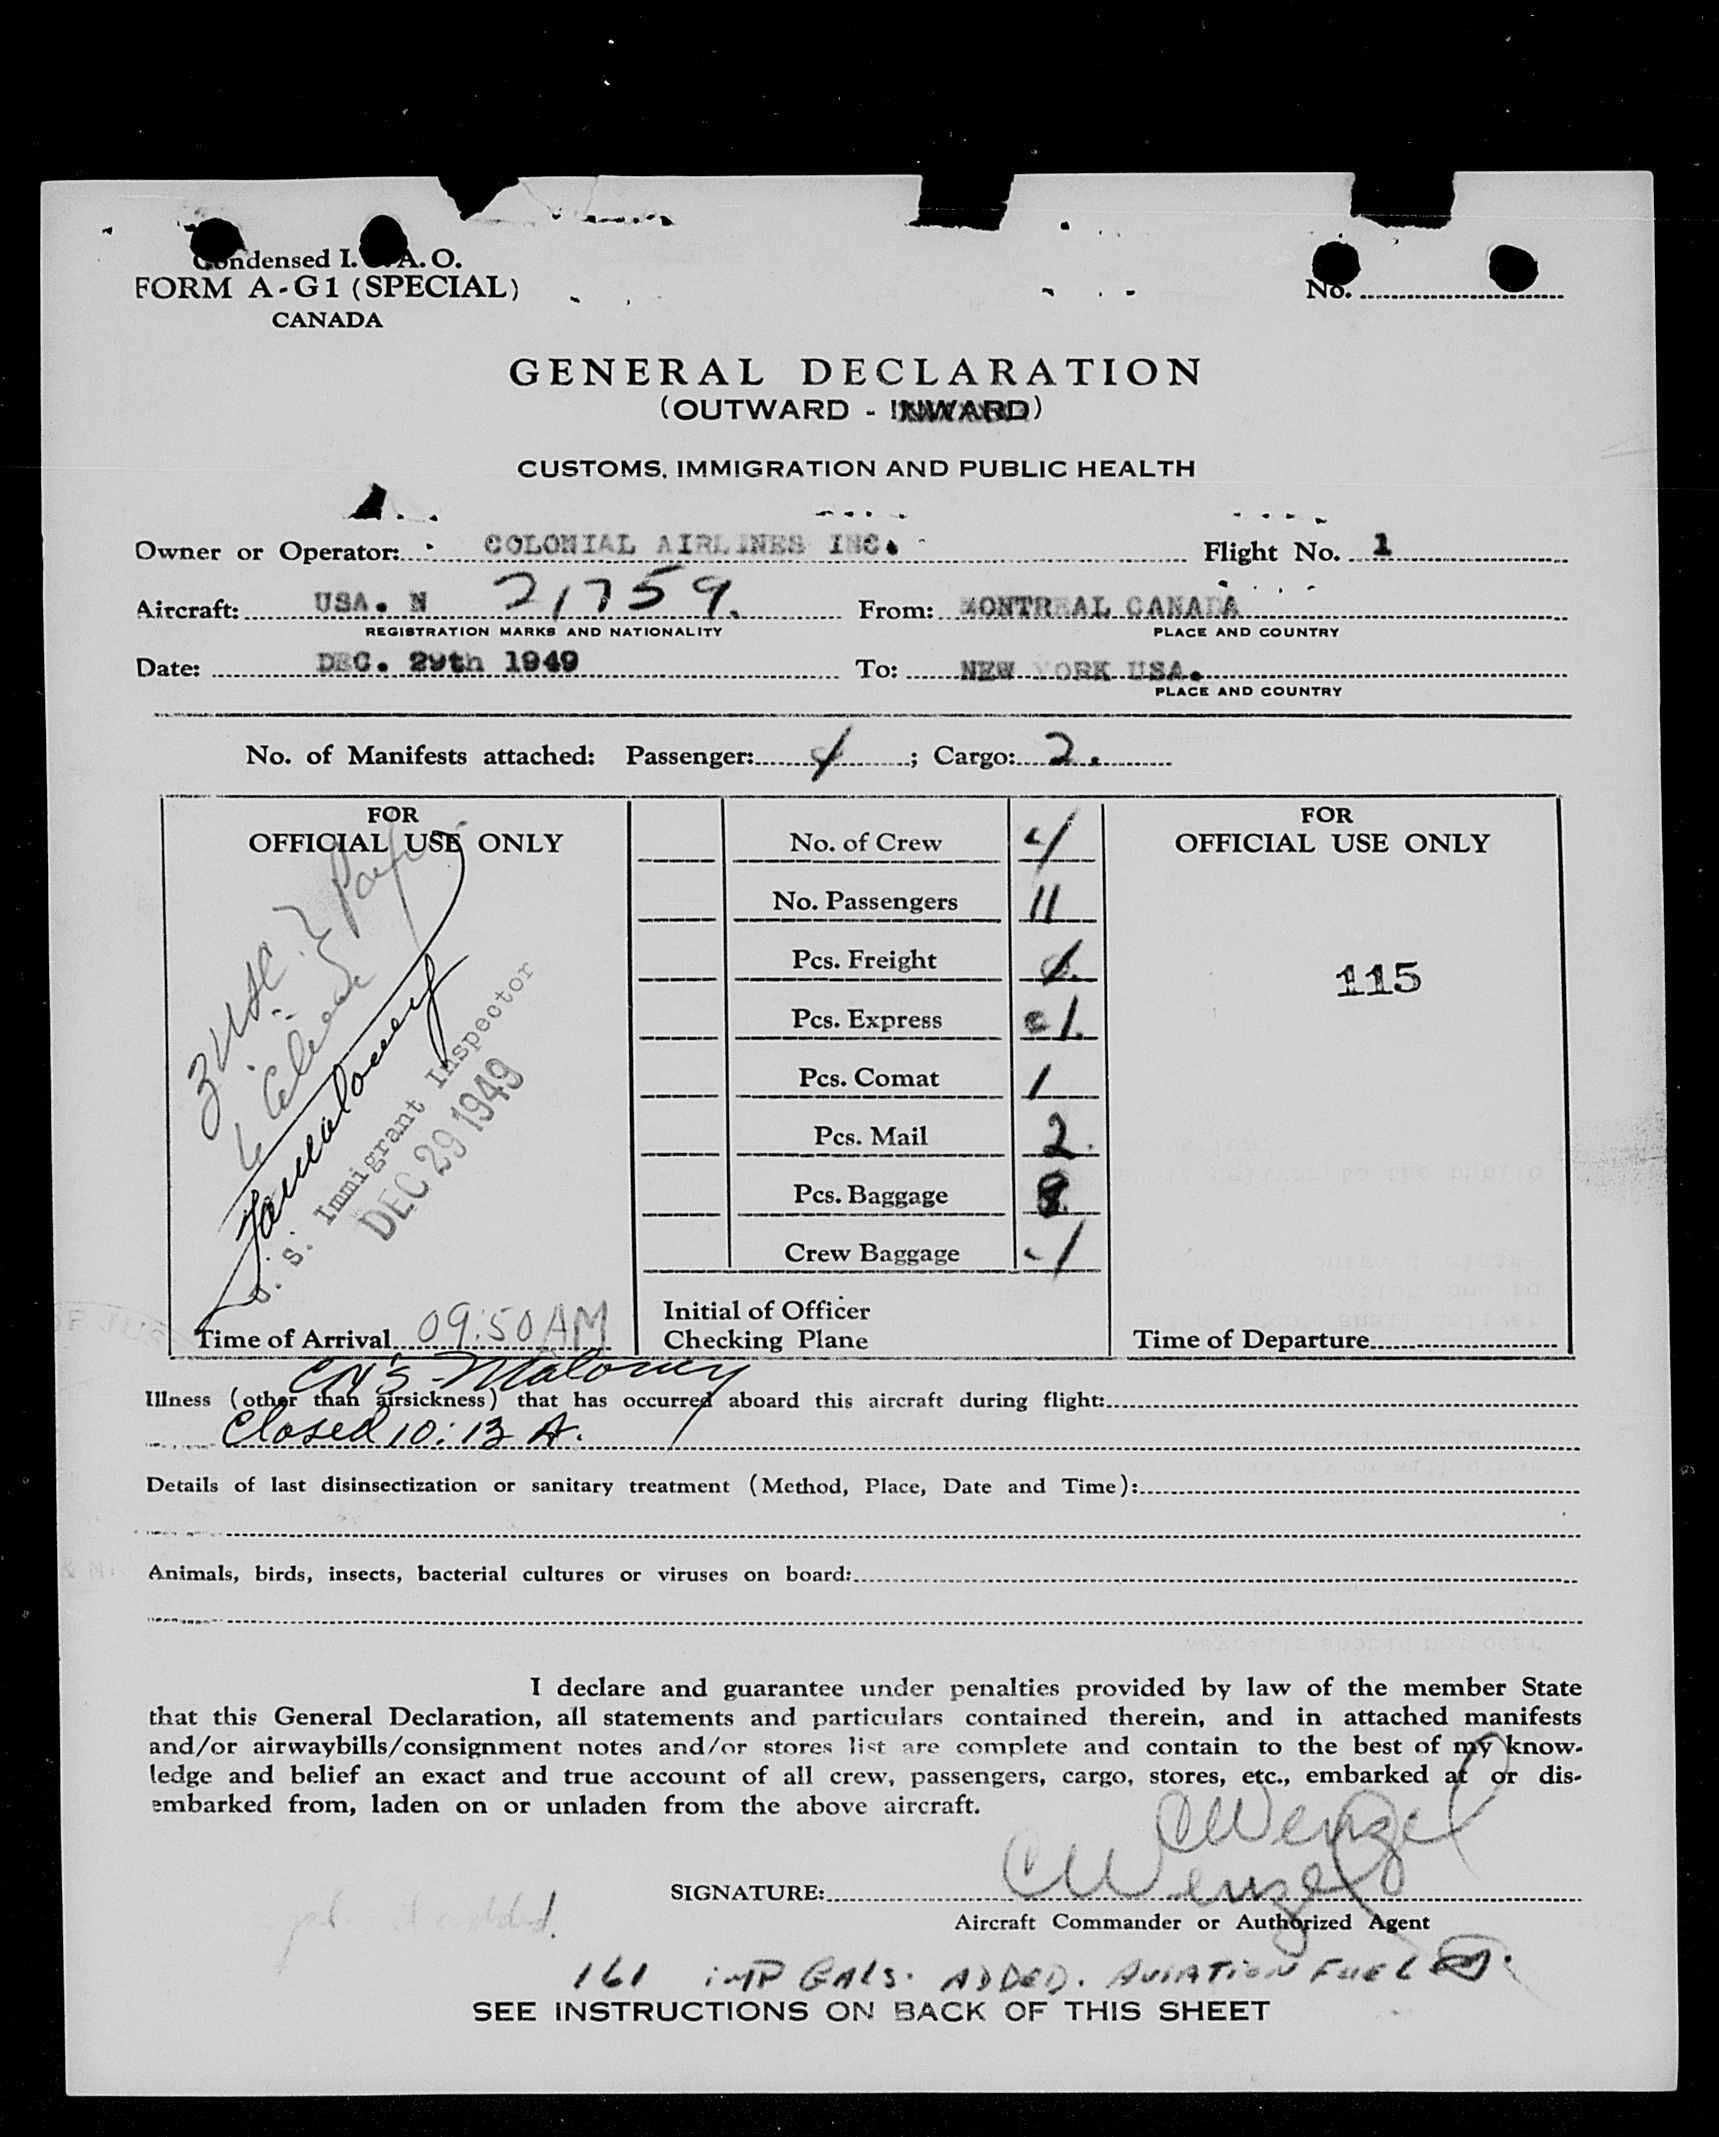 Condensed I. A. O.
FORM A-G1 (SPECIAL)
CANADA
No.
GENERAL DECLARATION
(OUTWARD - INWARD)
CUSTOMS, IMMIGRATION AND PUBLIC HEALTH
Owner or Operator: COLONIAL AIRLINES INC. Flight No. 1
Aircraft: USA. N 21759. From: MONTREAL CANADA
REGISTRATION MARKS AND NATIONALITY PLACE AND COUNTRY
Date: DEC. 29th 1949 To: NEW YORK USA.
PLACE AND COUNTRY
No. of Manifests attached: Passenger: ; Cargo: 2.
FOR
OFFICIAL USE ONLY
S. Immigrant Inspector
DEC 29 1949
Time of Arrival 09:50 AM
No. of Crew 4
No. Passengers 11
Pcs. Freight
Pcs. Express 1.
Pcs. Comat 1
Pcs. Mail 2.
Pcs. Baggage 8
Crew Baggage 1
Initial of Officer
Checking Plane
FOR
OFFICIAL USE ONLY
115
Time of Departure
Maloney
Illness (other than airsickness) that has occurred aboard this aircraft during flight:
Closed 10:13 A.
Details of last disinsectization or sanitary treatment (Method, Place, Date and Time):
Animals, birds, insects, bacterial cultures or viruses on board:
I declare and guarantee under penalties provided by law of the member State
that this General Declaration, all statements and particulars contained therein, and in attached manifests
and/or airwaybills/consignment notes and/or stores list are complete and contain to the best of my know-
ledge and belief an exact and true account of all crew, passengers, cargo, stores, etc., embarked at or dis-
embarked from, laden on or unladen from the above aircraft.
CWenzel
SIGNATURE: CWenzel
Aircraft Commander or Authorized Agent
161 IMP GALS. ADDED. AVIATION FUEL
SEE INSTRUCTIONS ON BACK OF THIS SHEET